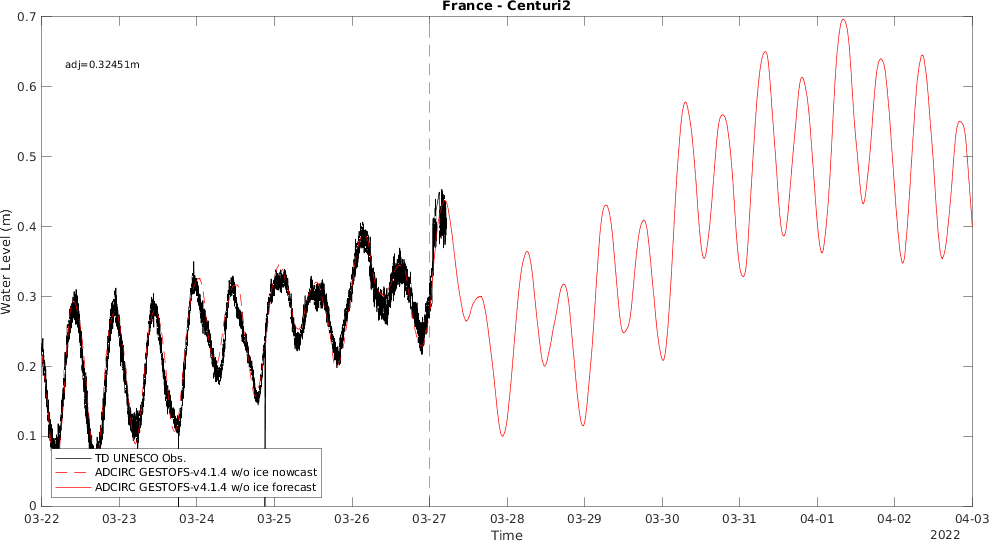 France - Centuri2
adj=0.32451m
0.7
0.6
0.5
0.4
0.3
0.2
0.1
0
Water Level (m)
TD UNESCO Obs.
ADCIRC GESTOFS-v4.1.4 w/o ice nowcast
ADCIRC GESTOFS-v4.1.4 w/o ice forecast
03-22 03-23 03-24 03-25 03-26 03-27 03-28 03-29 03-30 03-31 04-01 04-02 04-03
Time
2022